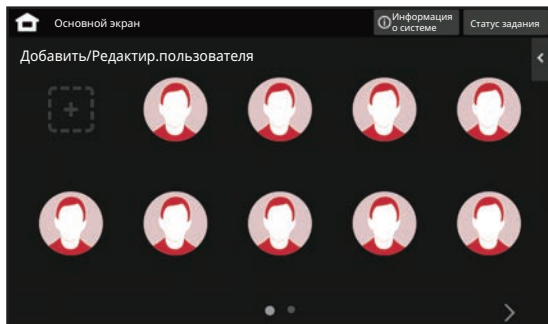 Основной экран
Информация
о системе
Статус задания
Добавить/Редактир.пользователя